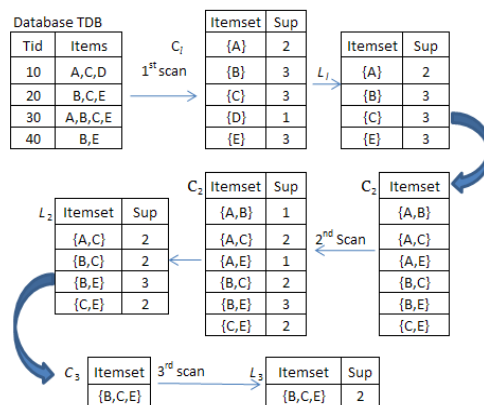 Database TDB
Tid Items
10 A,C,D
20 B,C,E
30 A,B,C,E
40 B,E
C1
1st scan
Itemset Sup
{A} 2
{B} 3
{C} 3
{D} 1
{E} 3
L1
Itemset Sup
{A} 2
{B} 3
{C} 3
{E} 3
C2
Itemset
{A,B}
{A,C}
{A,E}
{B,C}
{B,E}
{C,E}
2nd Scan
C2
Itemset Sup
{A,B} 1
{A,C} 2
{A,E} 1
{B,C} 2
{B,E} 3
{C,E} 2
L2
Itemset Sup
{A,C} 2
{B,C} 2
{B,E} 3
{C,E} 2
C3
Itemset
{B,C,E}
3rd scan
L3
Itemset Sup
{B,C,E} 2